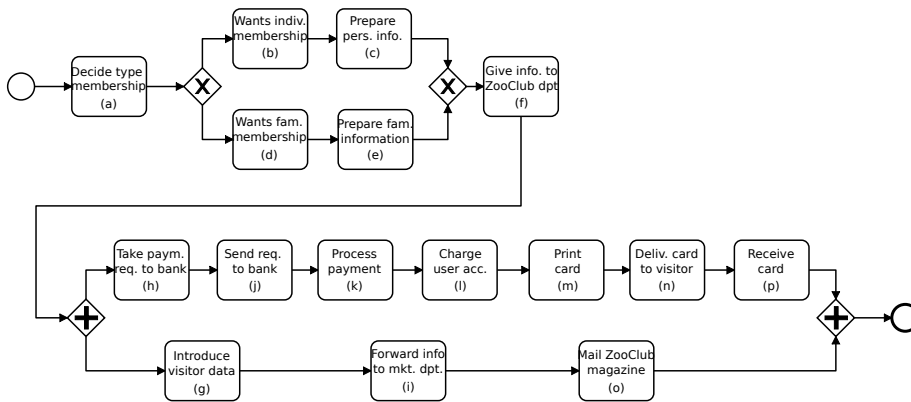 Decide type
membership
(a)
Wants indiv.
membership
(b)
Prepare
pers. info.
(c)
Wants fam.
membership
(d)
Prepare fam.
information
(e)
X
X
Give info. to
ZooClub dpt
(f)
Take paym.
req. to bank
(h)
Send req.
to bank
(j)
Process
payment
(k)
Charge
user acc.
(l)
Print
card
(m)
Deliv. card
to visitor
(n)
Receive
card
(p)
Introduce
visitor data
(g)
Forward info
to mkt. dpt.
(i)
Mail ZooClub
magazine
(o)